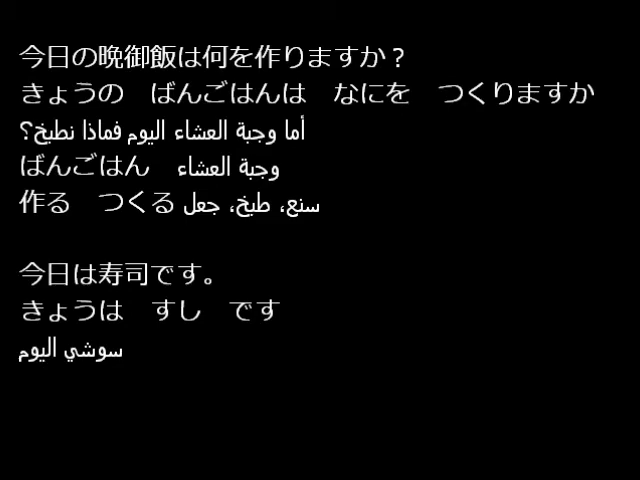 今日の晩御飯は何を作りますか？
きょうの　ばんごはんは　なにを　つくりますか
أما وجبة العشاء اليوم فماذا نطبخ؟
ばんごはん　وجبة العشاء
作る　つくる سنع، طبخ، جعل
今日は寿司です。
きょうは　すし　です
سوشي اليوم